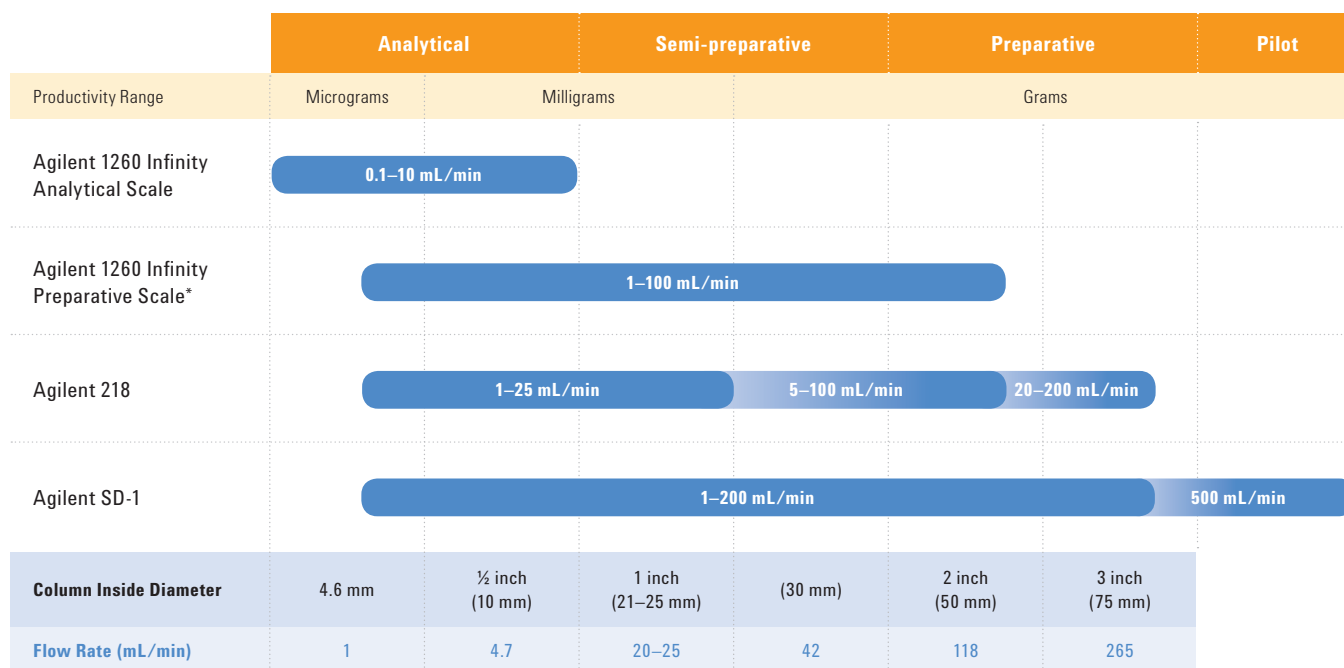 Analytical Semi-preparative Preparative Pilot
Productivity Range Micrograms Milligrams Grams
Agilent 1260 Infinity
Analytical Scale
0.1–10 mL/min
Agilent 1260 Infinity
Preparative Scale*
1–100 mL/min
Agilent 218
1–25 mL/min 5–100 mL/min 20–200 mL/min
Agilent SD-1
1–200 mL/min 500 mL/min
Column Inside Diameter
4.6 mm
½ inch
(10 mm)
1 inch
(21–25 mm)
(30 mm)
2 inch
(50 mm)
3 inch
(75 mm)
Flow Rate (mL/min) 1 4.7 20–25 42 118 265